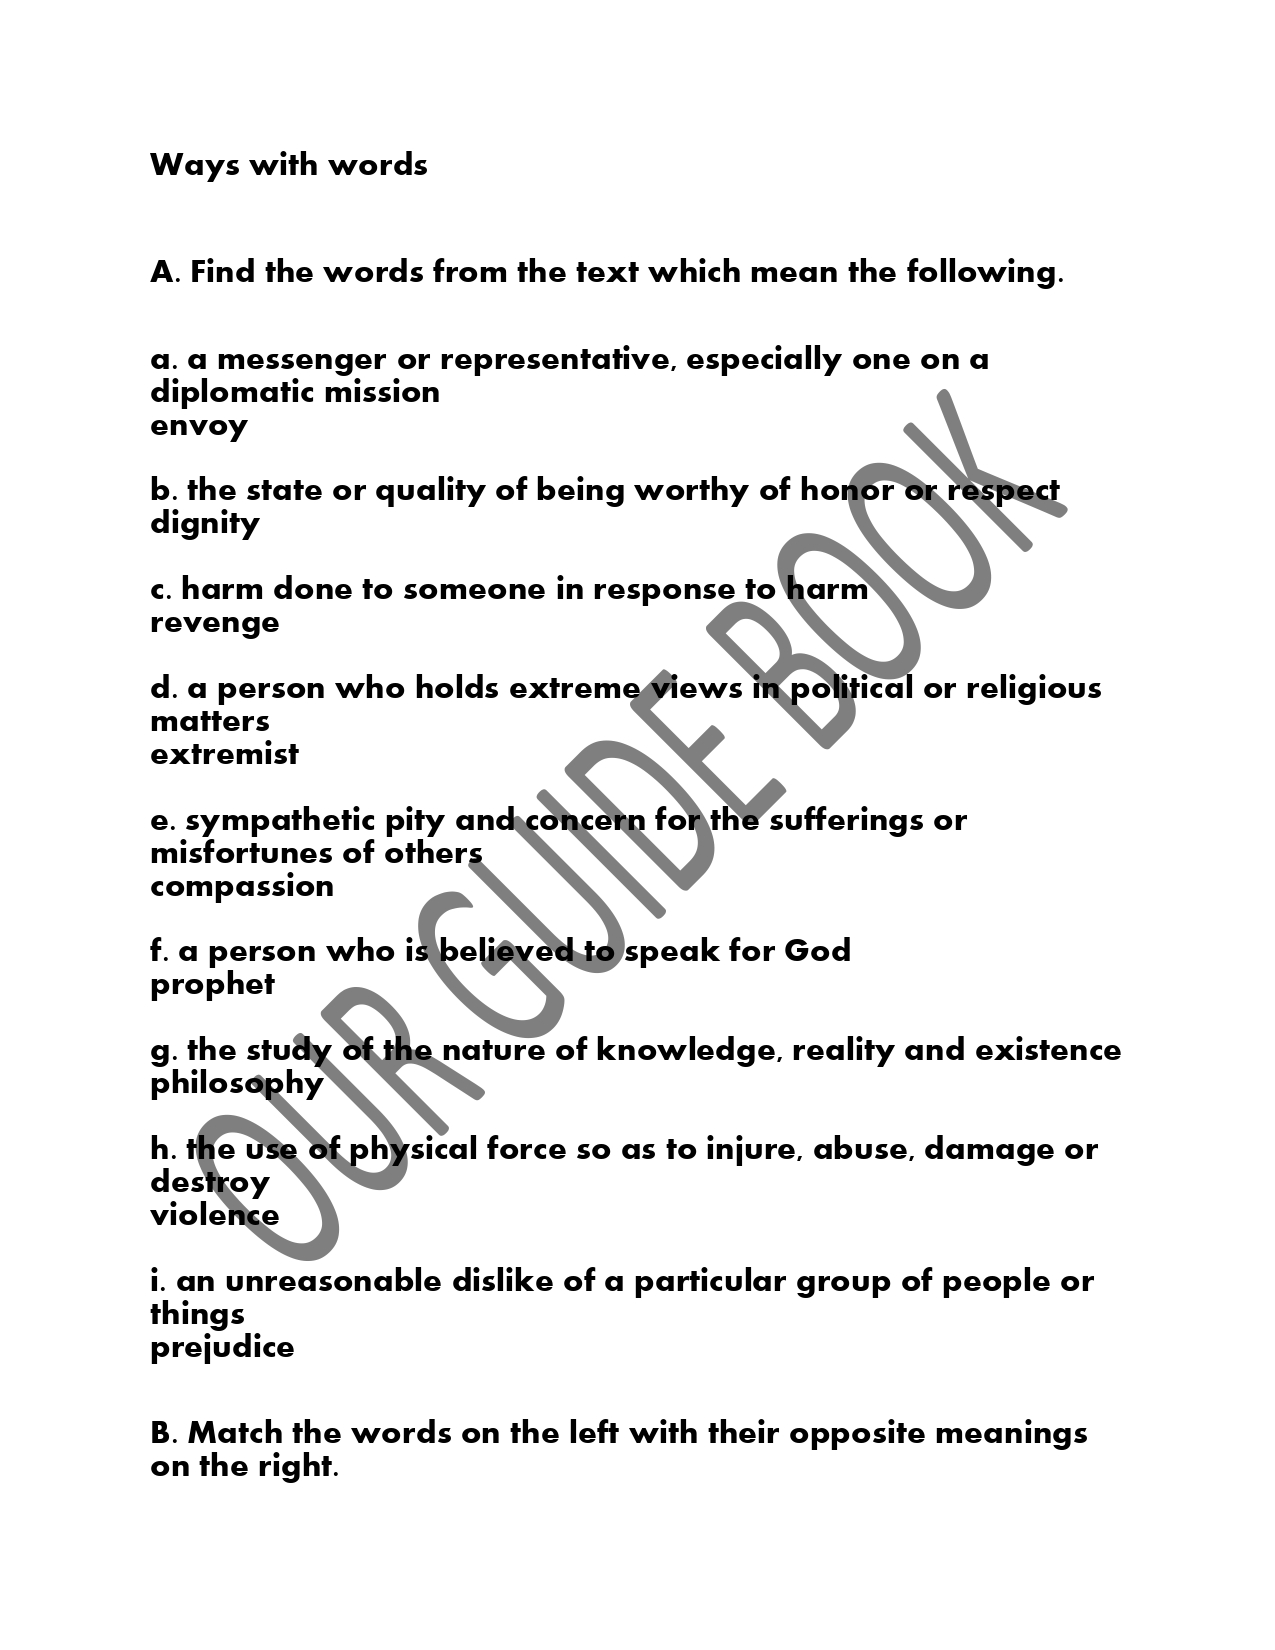 Ways with words
A. Find the words from the text which mean the following.
a. a messenger or representative, especially one on a
diplomatic mission
envoy
b. the state or quality of being worthy of honor or respect
dignity
c. harm done to someone in response to harm
revenge
d. a person who holds extreme views in political or religious
matters
extremist
e. sympathetic pity and concern for the sufferings or
misfortunes of others
compassion
f. a person who is believed to speak for God
prophet
g. the study of the nature of knowledge, reality and existence
philosophy
h. the use of physical force so as to injure, abuse, damage or
destroy
violence
i. an unreasonable dislike of a particular group of people or
things
prejudice
B. Match the words on the left with their opposite meanings
on the right.
OUR GUIDE BOOK